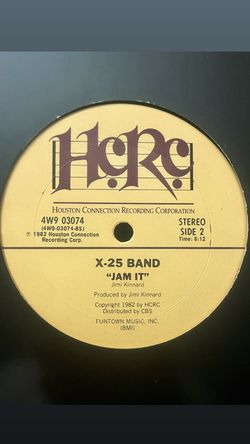 HCRC
HOUSTON CONNECTION RECORDING CORPORATION
4W9 03074
(4W9-03074-BS)
℗ 1982 Houston Connection
Recording Corp.
STEREO
SIDE 2
Time: 6:12
X-25 BAND
"JAM IT"
Jimi Kinnard
Produced by Jimi Kinnard
Copyright 1982 by HCRC
Distributed by CBS
FUNTOWN MUSIC, INC.
(BMI)